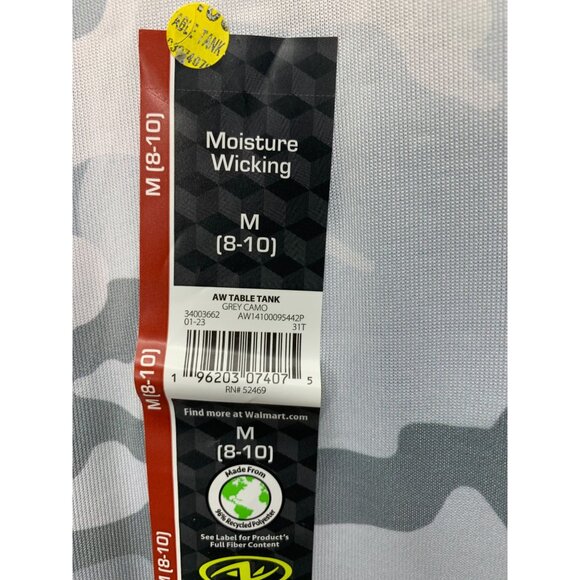 ABLE TANK
M (8-10)
Moisture
Wicking
M
(8-10)
AW TABLE TANK
GREY CAMO
34003662 AW14100095442P
01-23 31T
1 96203 07407 5
RN# 52469
M(8-10)
Find more at Walmart.com
M
(8-10)
Made From
96% Recycled Polyester
See Label for Product's
Full Fiber Content
M (8-10)